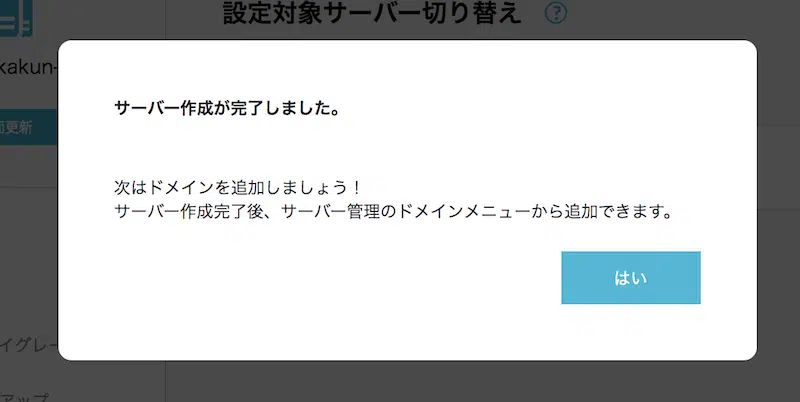 設定対象サーバー切り替え ?
kakun-
面更新
サーバー作成が完了しました。
次はドメインを追加しましょう！
サーバー作成完了後、サーバー管理のドメインメニューから追加できます。
はい
イグレー
アップ